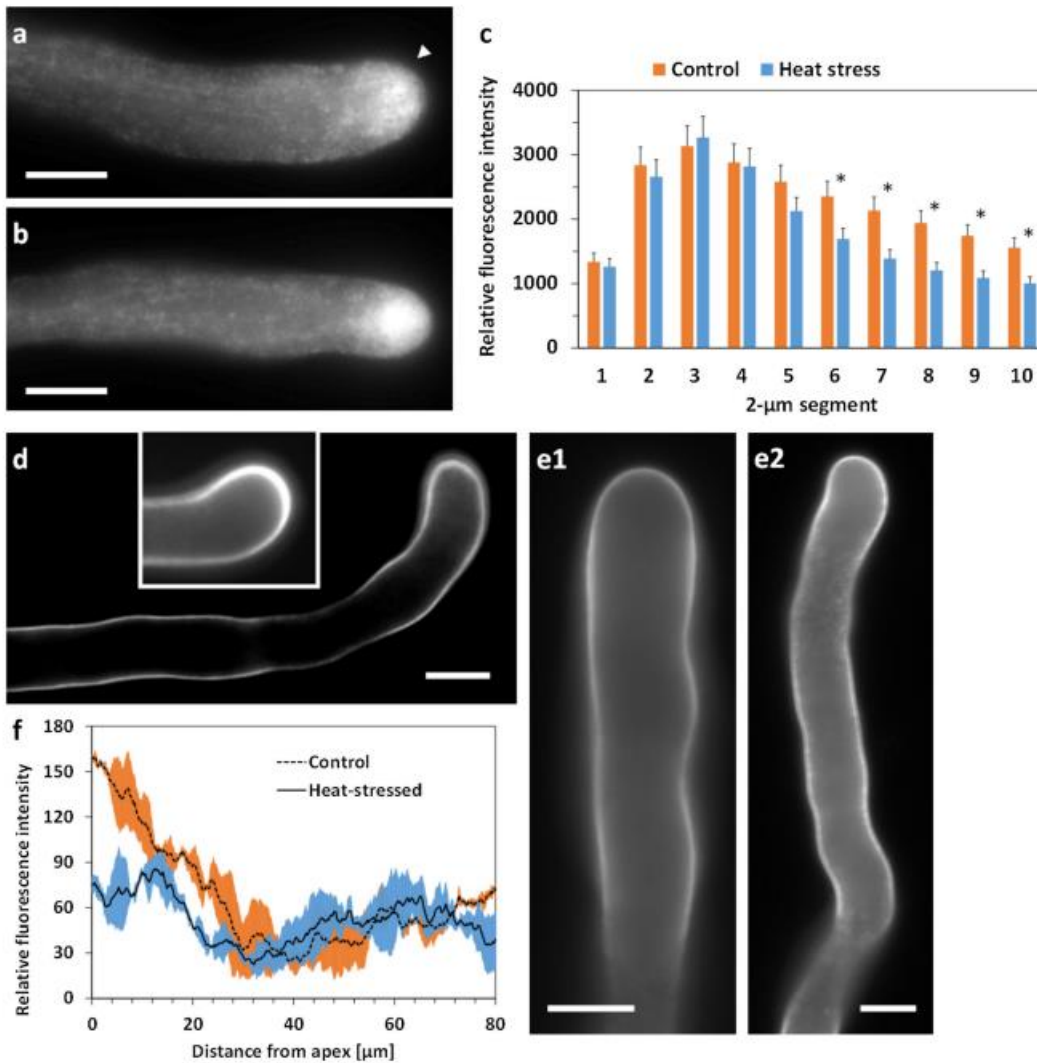 a
b
c
Control
Heat stress
Relative fluorescence intensity
4000
3000
2000
1000
0
*
*
*
*
*
1 2 3 4 5 6 7 8 9 10
2-µm segment
d
e1
e2
f
Relative fluorescence intensity
180
150
120
90
60
30
0
Control
Heat-stressed
0 20 40 60 80
Distance from apex [µm]